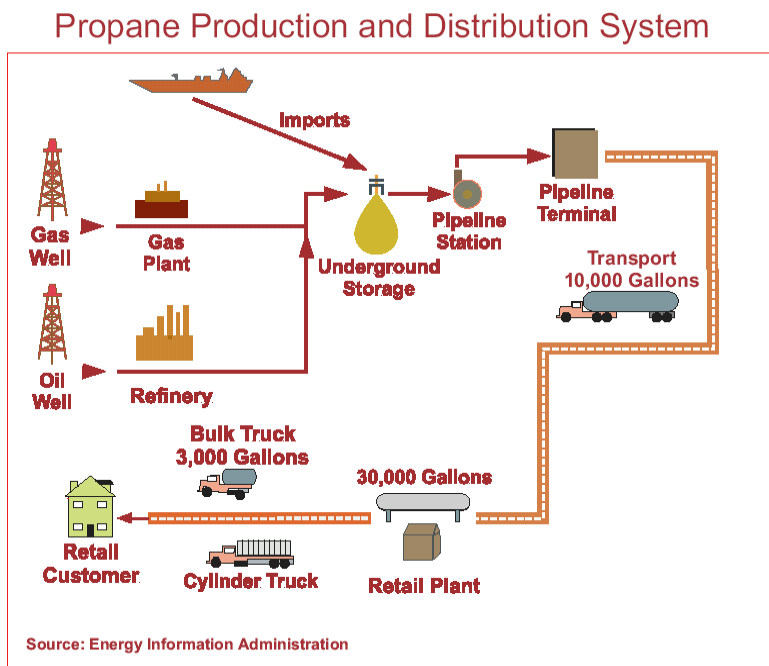 Propane Production and Distribution System
Imports
Gas
Well
Gas
Plant
Underground
Storage
Pipeline
Station
Pipeline
Terminal
Transport
10,000 Gallons
Oil
Well
Refinery
Bulk Truck
3,000 Gallons
30,000 Gallons
Retail
Customer
Cylinder Truck
Retail Plant
Source: Energy Information Administration